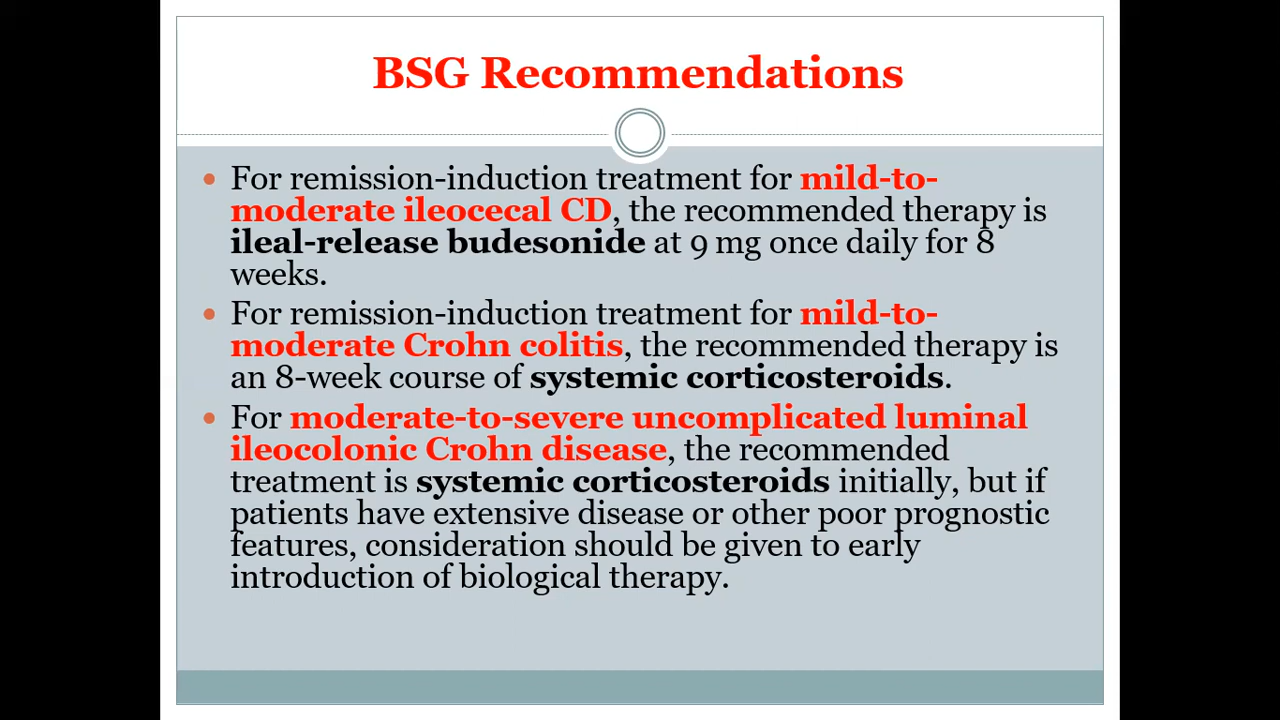 BSG Recommendations
• For remission-induction treatment for mild-to-
moderate ileocecal CD, the recommended therapy is
ileal-release budesonide at 9 mg once daily for 8
weeks.
• For remission-induction treatment for mild-to-
moderate Crohn colitis, the recommended therapy is
an 8-week course of systemic corticosteroids.
• For moderate-to-severe uncomplicated luminal
ileocolonic Crohn disease, the recommended
treatment is systemic corticosteroids initially, but if
patients have extensive disease or other poor prognostic
features, consideration should be given to early
introduction of biological therapy.